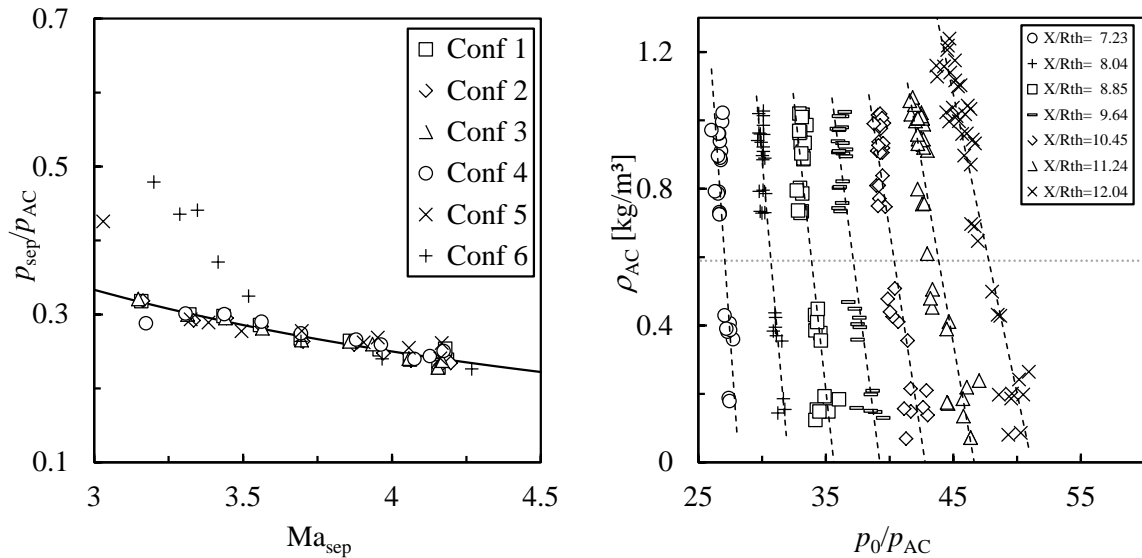 0.7
0.5
0.3
0.1
3
3.5
4
4.5
p_sep/p_AC
Ma_sep
Conf 1
Conf 2
Conf 3
Conf 4
Conf 5
Conf 6
1.2
0.8
0.4
0
25
35
45
55
ρ_AC [kg/m³]
p_0/p_AC
X/Rth= 7.23
X/Rth= 8.04
X/Rth= 8.85
X/Rth= 9.64
X/Rth=10.45
X/Rth=11.24
X/Rth=12.04